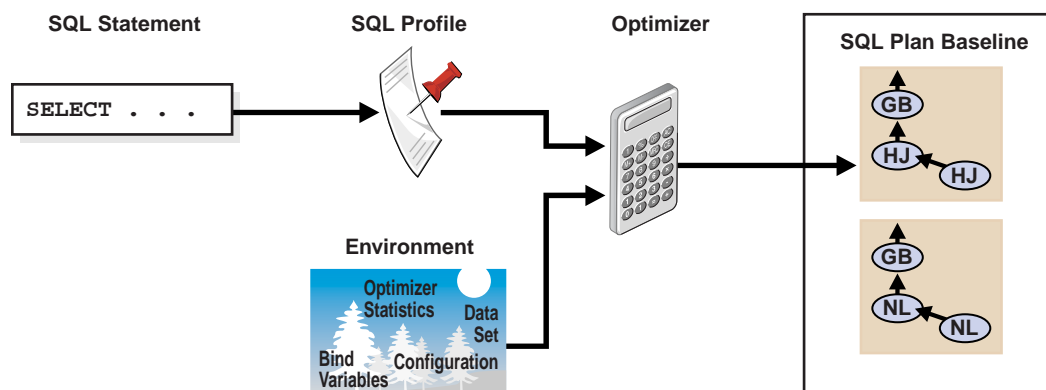 SQL Statement
SQL Profile
Optimizer
SQL Plan Baseline
SELECT . . .
GB
HJ
HJ
Environment
Optimizer
Statistics
Data
Set
Bind
Variables
Configuration
GB
NL
NL